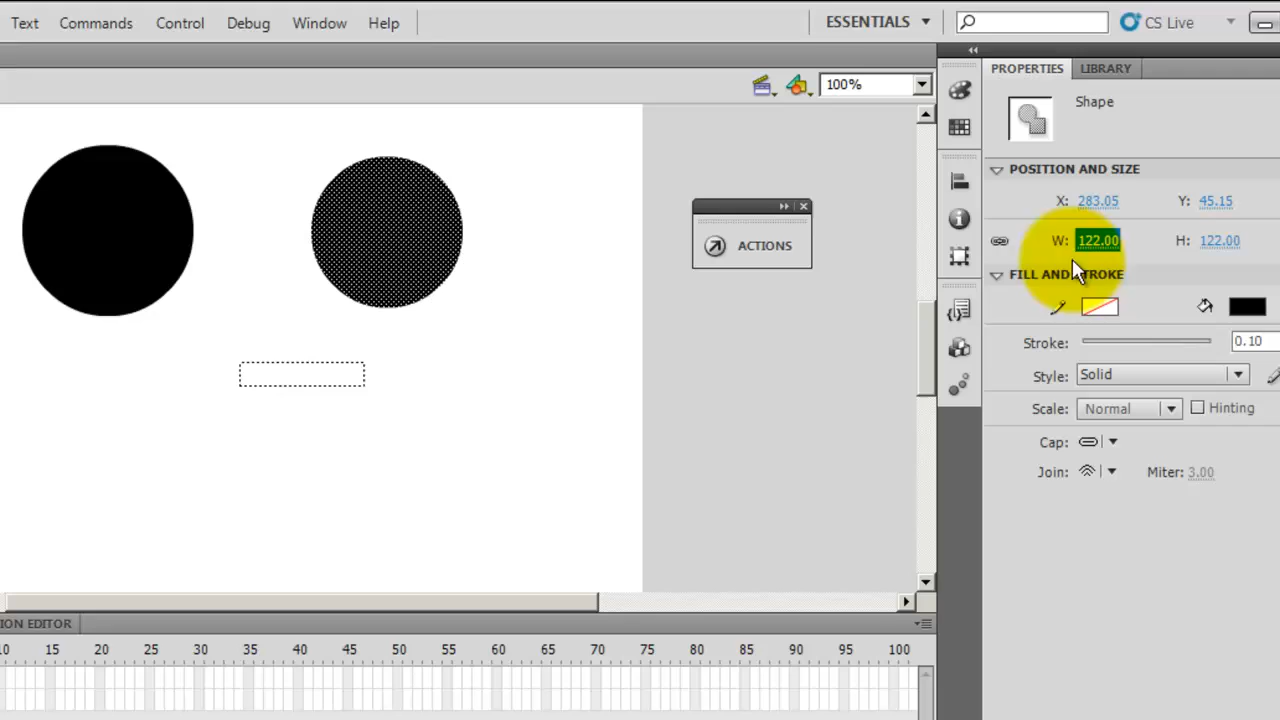 Text Commands Control Debug Window Help ESSENTIALS CS Live
100%
PROPERTIES LIBRARY
Shape
POSITION AND SIZE
X: 283.05 Y: 45.15
W: 122.00 H: 122.00
FILL AND STROKE
ACTIONS
Stroke: 0.10
Style: Solid
Scale: Normal Hinting
Cap:
Join: Miter: 3.00
ION EDITOR
10 15 20 25 30 35 40 45 50 55 60 65 70 75 80 85 90 95 100